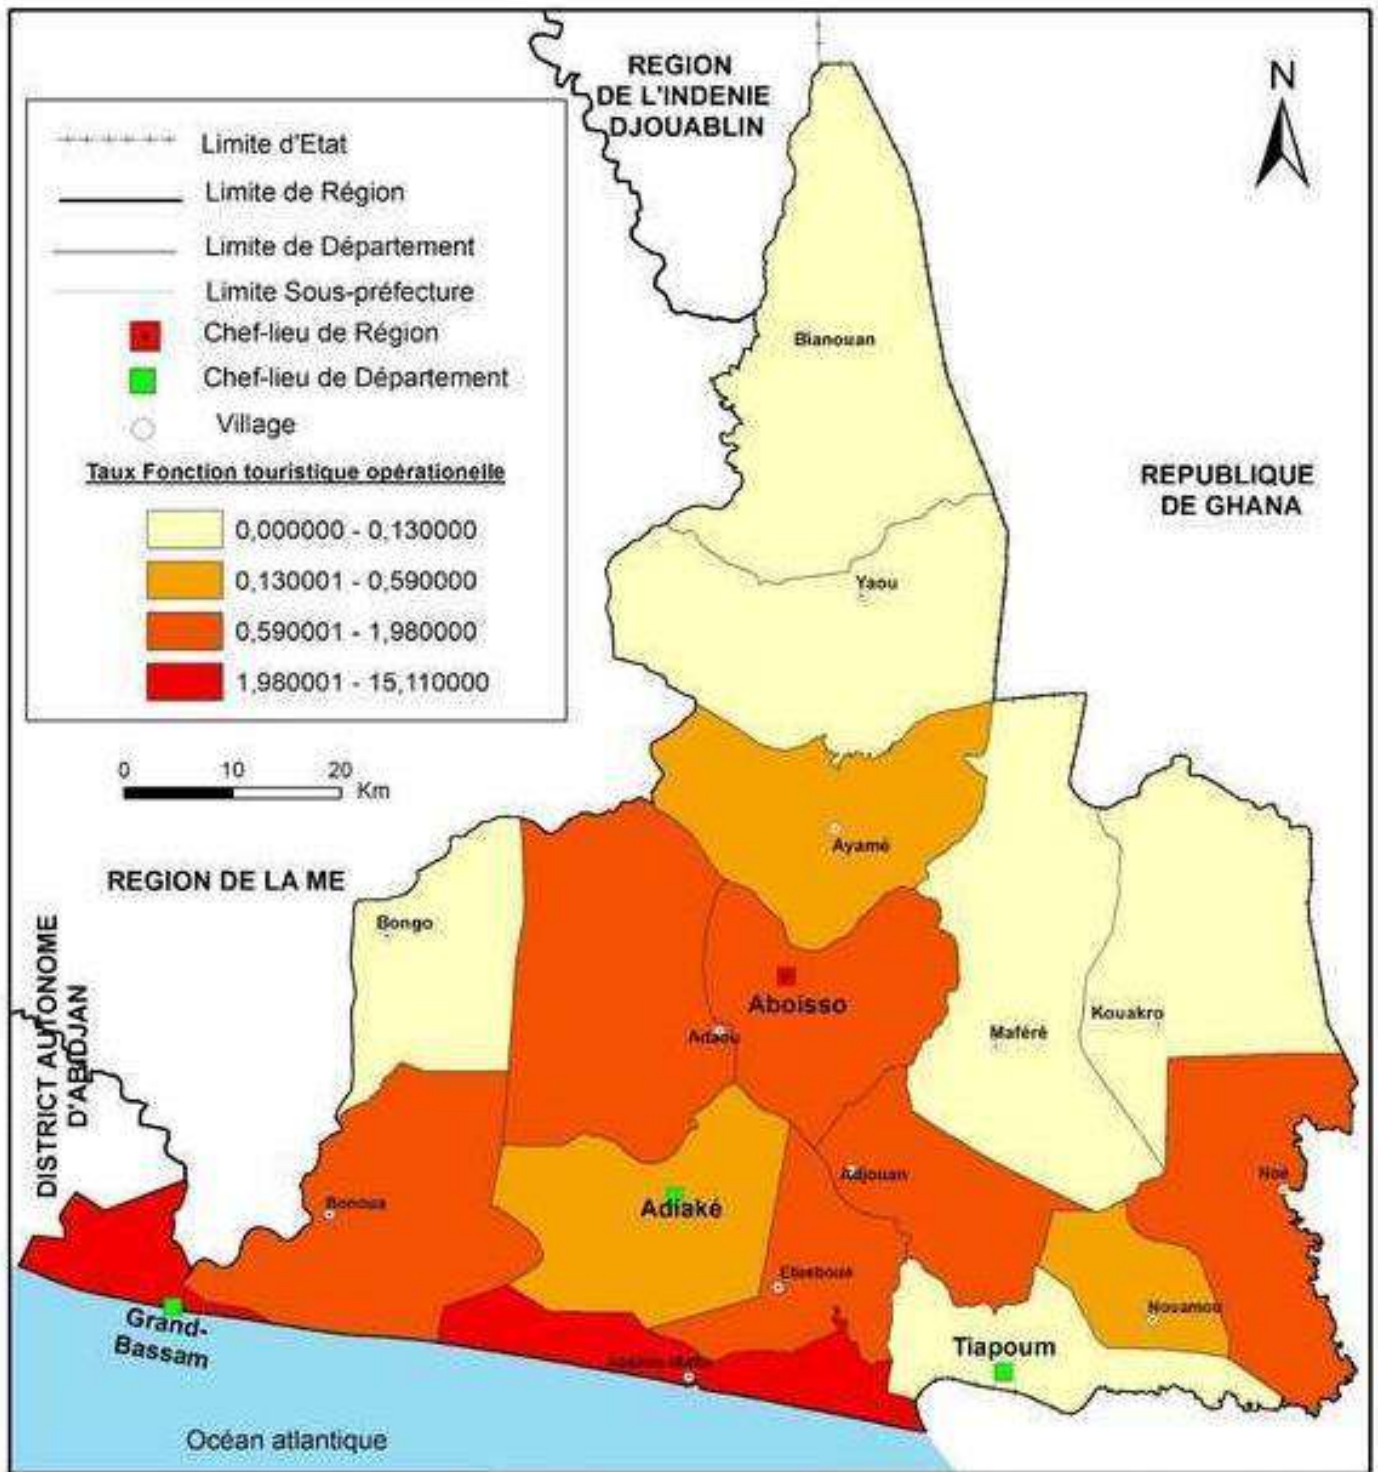 REGION
DE L'INDENIE
DJOUABLIN
N
Limite d'Etat
Limite de Région
Limite de Département
Limite Sous-préfecture
Chef-lieu de Région
Chef-lieu de Département
Village
Taux Fonction touristique opérationelle
0,000000 - 0,130000
0,130001 - 0,590000
0,590001 - 1,980000
1,980001 - 15,110000
0 10 20
Km
Bianouan
REPUBLIQUE
DE GHANA
Yaou
Ayamé
REGION DE LA ME
Bongo
DISTRICT AUTONOME
D'ABIDJAN
Aboisso
Adaou
Maféré
Kouakro
Adjouan
Noé
Bonoua
Adiaké
Etuéboué
Nouamou
Grand-
Bassam
Tiapoum
Océan atlantique